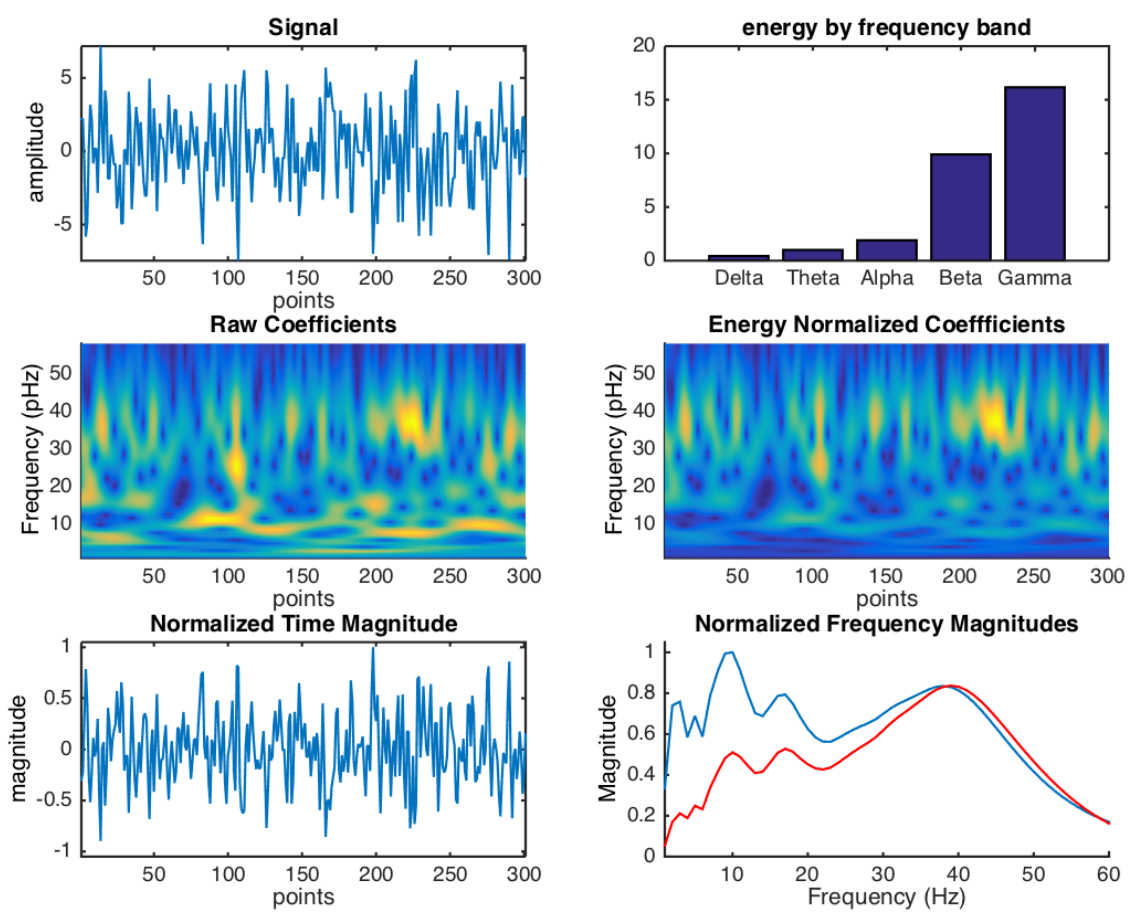 Signal
5
0
-5
amplitude
50 100 150 200 250 300
points
energy by frequency band
20
15
10
5
0
Delta Theta Alpha Beta Gamma
Raw Coefficients
50
40
30
20
10
Frequency (pHz)
50 100 150 200 250 300
points
Energy Normalized Coeffficients
50
40
30
20
10
Frequency (pHz)
50 100 150 200 250 300
points
Normalized Time Magnitude
1
0.5
0
-0.5
-1
magnitude
50 100 150 200 250 300
points
Normalized Frequency Magnitudes
1
0.8
0.6
0.4
0.2
0
Magnitude
10 20 30 40 50 60
Frequency (Hz)